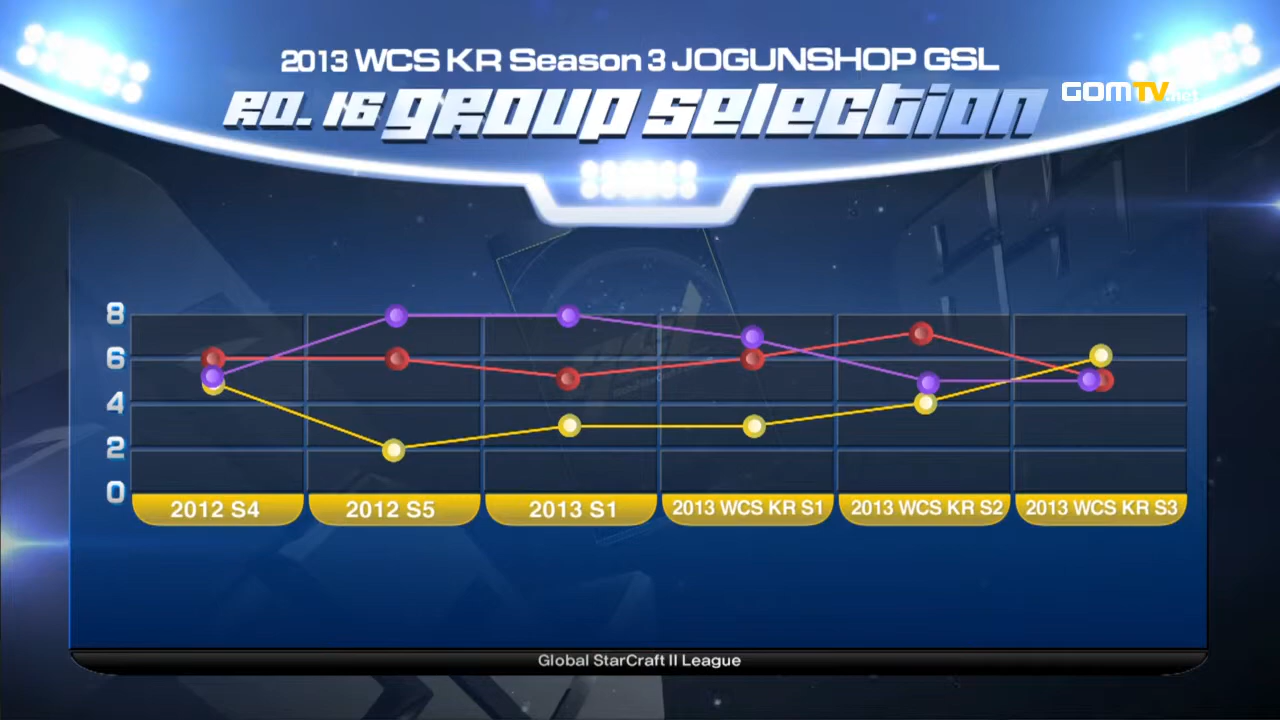 2013 WCS KR Season 3 JOGUNSHOP GSL
RO. 16 GROUP SELECTION
GOMTV.net
8
6
4
2
0
2012 S4
2012 S5
2013 S1
2013 WCS KR S1
2013 WCS KR S2
2013 WCS KR S3
Global StarCraft II League